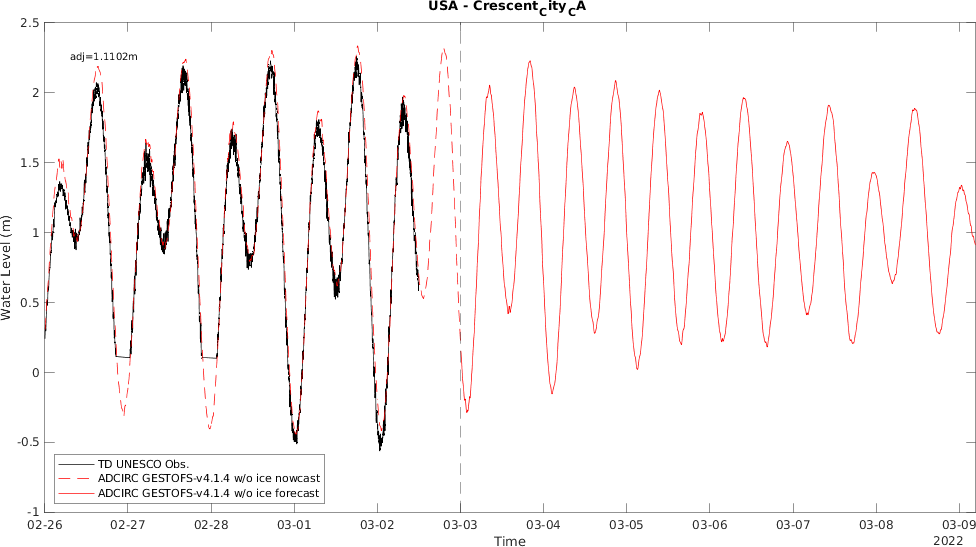 USA - Crescent_City_CA
2.5
adj=1.1102m
2
1.5
1
0.5
0
-0.5
-1
Water Level (m)
TD UNESCO Obs.
ADCIRC GESTOFS-v4.1.4 w/o ice nowcast
ADCIRC GESTOFS-v4.1.4 w/o ice forecast
02-26 02-27 02-28 03-01 03-02 03-03 03-04 03-05 03-06 03-07 03-08 03-09
Time
2022